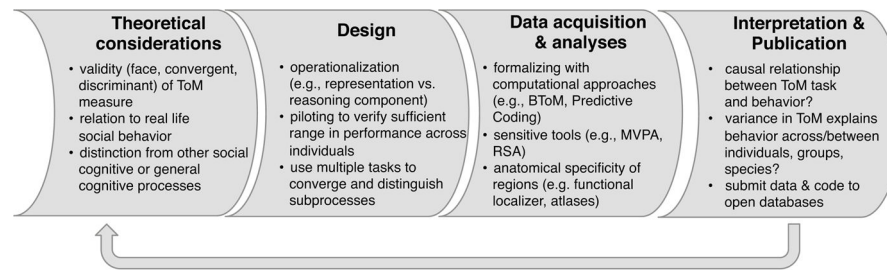 Theoretical
considerations
• validity (face, convergent,
discriminant) of ToM
measure
• relation to real life
social behavior
• distinction from other social
cognitive or general
cognitive processes
Design
• operationalization
(e.g., representation vs.
reasoning component)
• piloting to verify sufficient
range in performance across
individuals
• use multiple tasks to
converge and distinguish
subprocesses
Data acquisition
& analyses
• formalizing with
computational approaches
(e.g., BToM, Predictive
Coding)
• sensitive tools (e.g., MVPA,
RSA)
• anatomical specificity of
regions (e.g. functional
localizer, atlases)
Interpretation &
Publication
• causal relationship
between ToM task
and behavior?
• variance in ToM explains
behavior across/between
individuals, groups,
species?
• submit data & code to
open databases